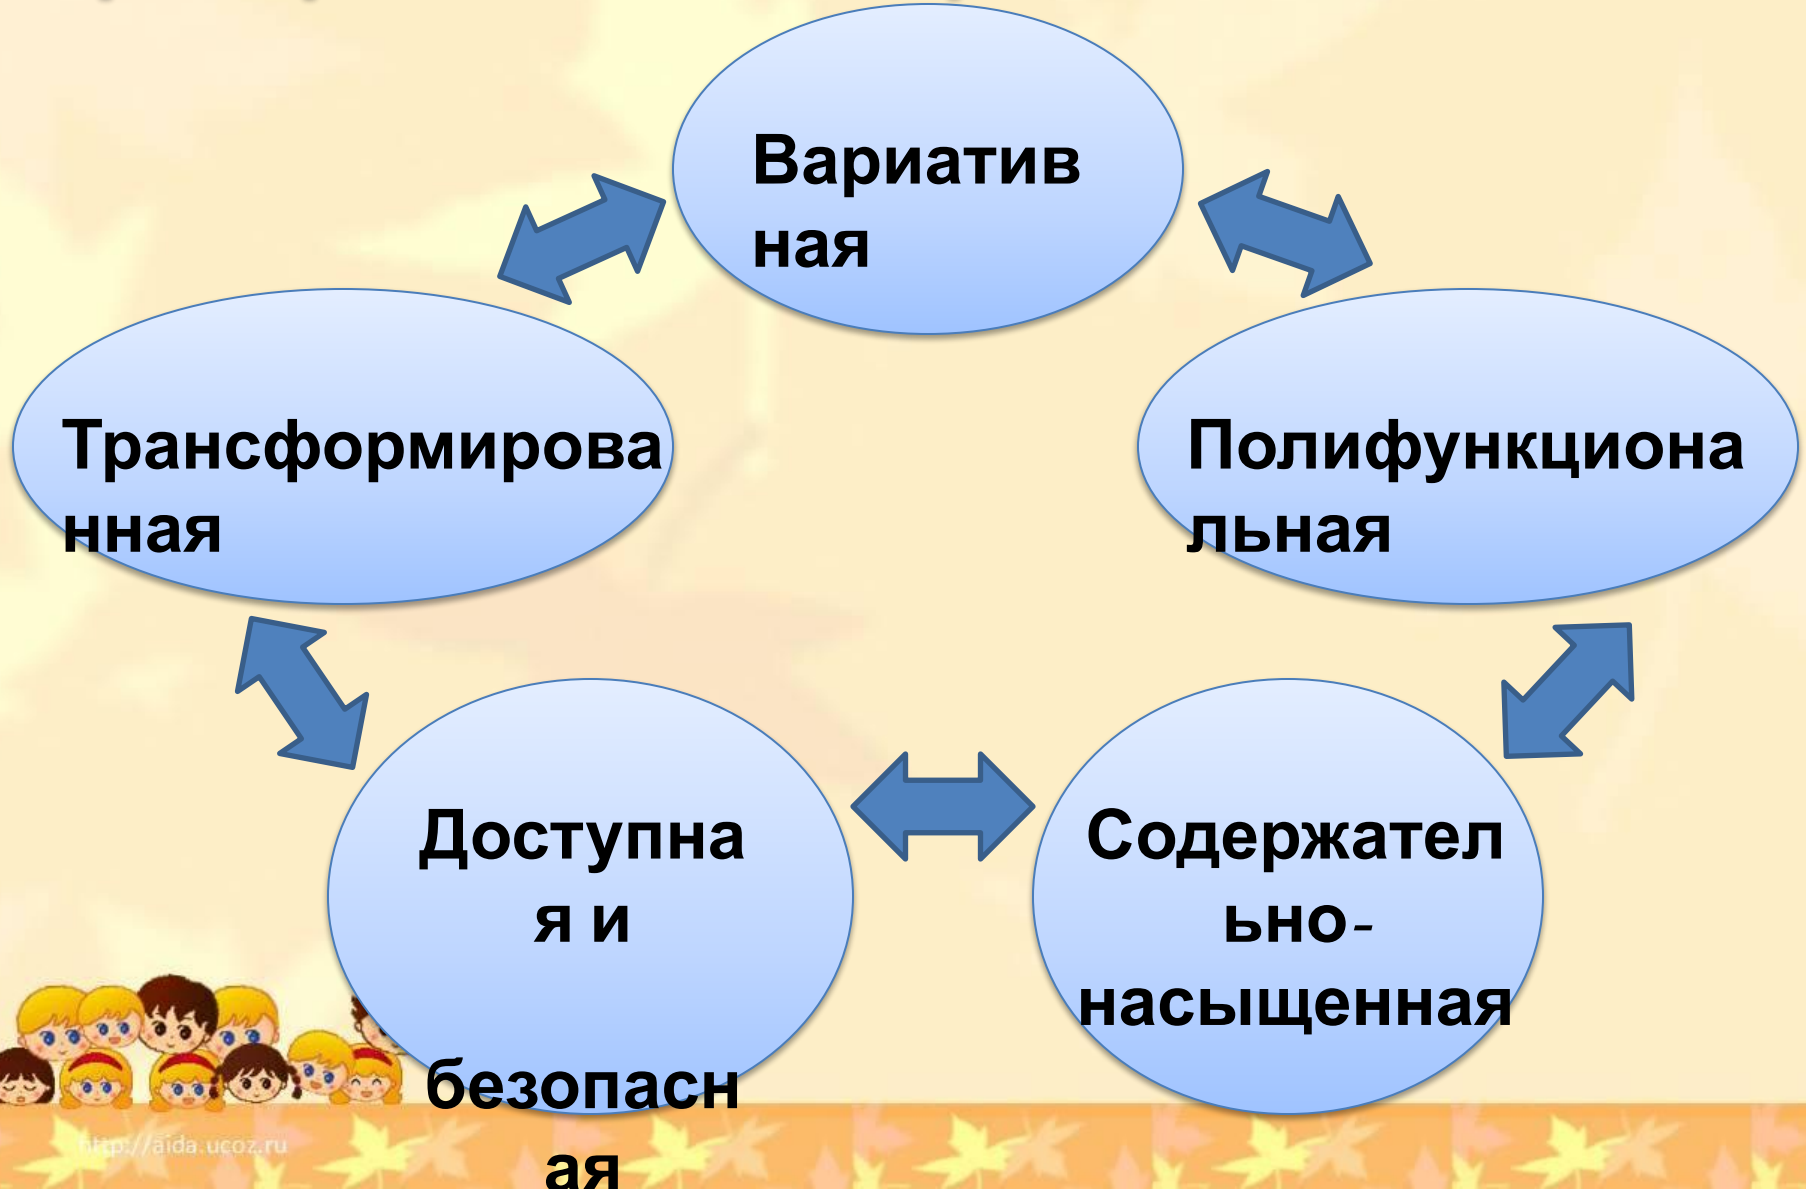 Вариатив
ная
Трансформирова
нная
Полифункциона
льная
Доступна
я и
безопасн
ая
Содержател
ьно-
насыщенная
http://aida.ucoz.ru